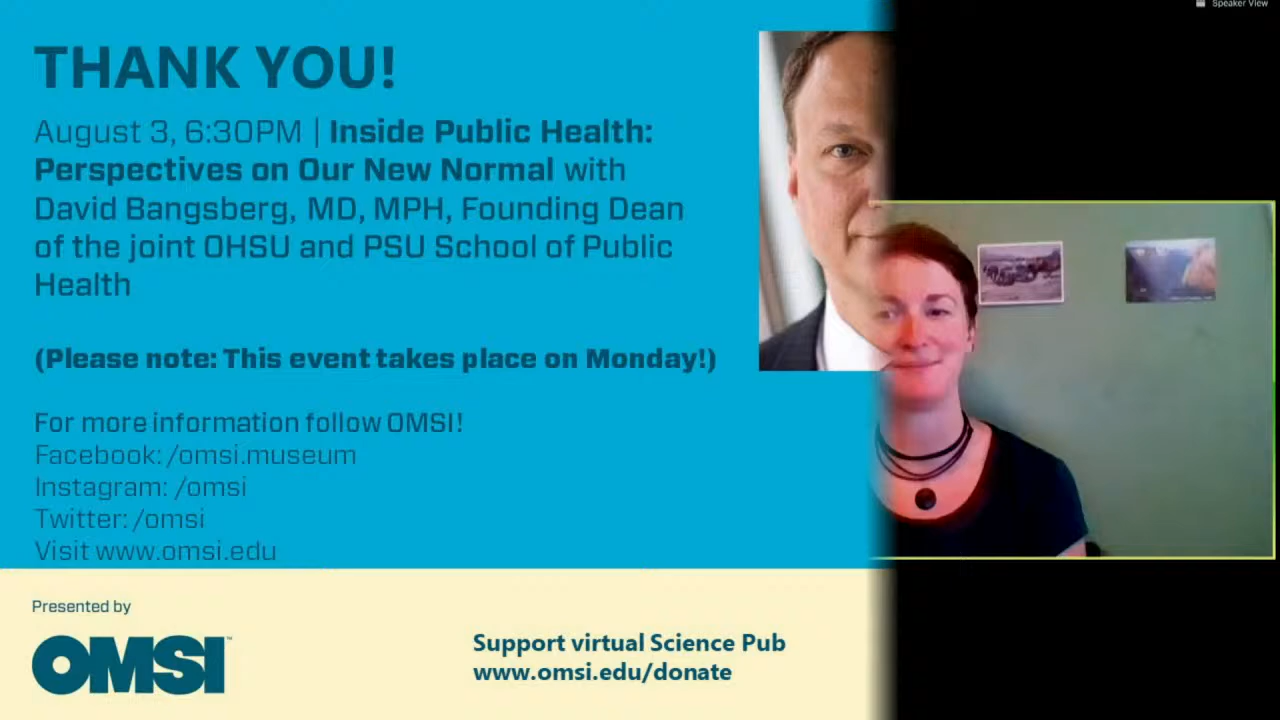 Speaker View
THANK YOU!
August 3, 6:30PM | Inside Public Health:
Perspectives on Our New Normal with
David Bangsberg, MD, MPH, Founding Dean
of the joint OHSU and PSU School of Public
Health
(Please note: This event takes place on Monday!)
For more information follow OMSI!
Facebook: /omsi.museum
Instagram: /omsi
Twitter: /omsi
Visit www.omsi.edu
Presented by
OMSI™
Support virtual Science Pub
www.omsi.edu/donate